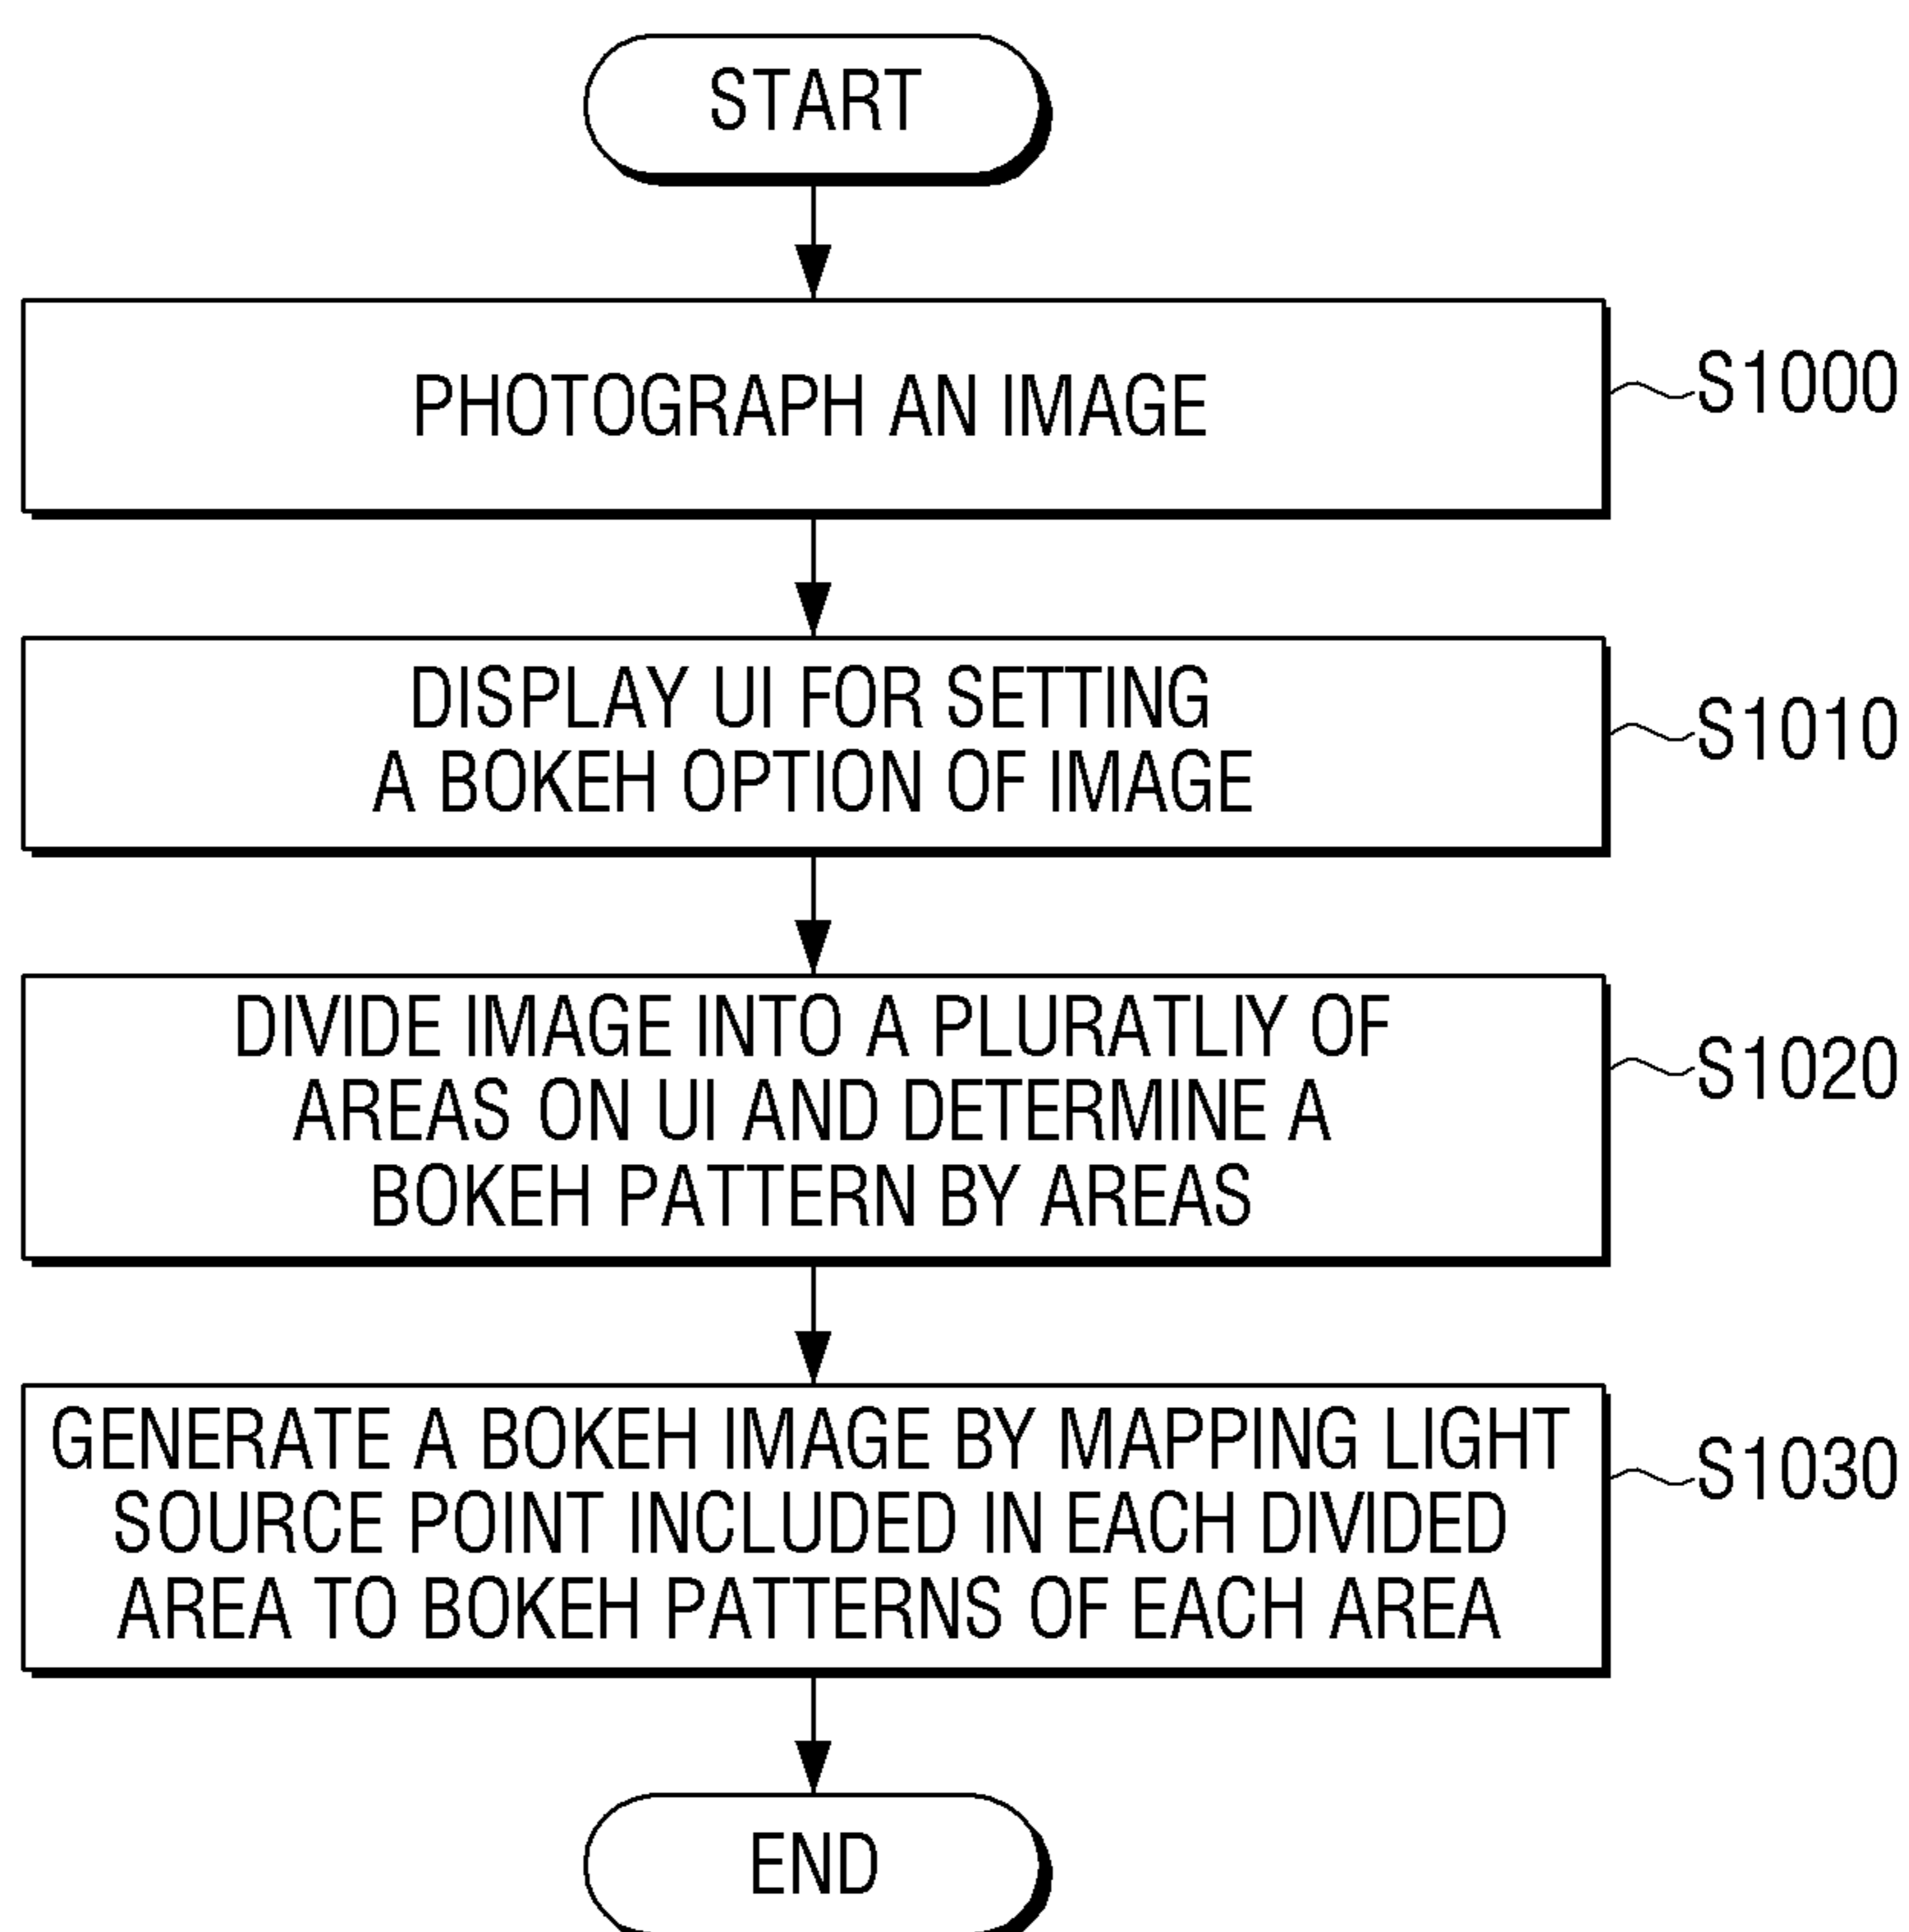 START
PHOTOGRAPH AN IMAGE
S1000
DISPLAY UI FOR SETTING
A BOKEH OPTION OF IMAGE
S1010
DIVIDE IMAGE INTO A PLURATLIY OF
AREAS ON UI AND DETERMINE A
BOKEH PATTERN BY AREAS
S1020
GENERATE A BOKEH IMAGE BY MAPPING LIGHT
SOURCE POINT INCLUDED IN EACH DIVIDED
AREA TO BOKEH PATTERNS OF EACH AREA
S1030
END